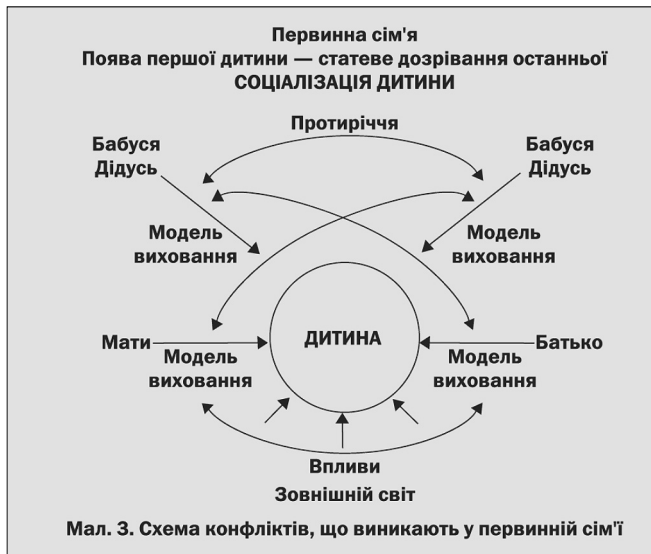 Первинна сім'я
Поява першої дитини — статеве дозрівання останньої
СОЦІАЛІЗАЦІЯ ДИТИНИ
Протиріччя
Бабуся
Дідусь
Бабуся
Дідусь
Модель
виховання
Модель
виховання
Мати
ДИТИНА
Батько
Модель
виховання
Модель
виховання
Впливи
Зовнішній світ
Мал. 3. Схема конфліктів, що виникають у первинній сім'ї